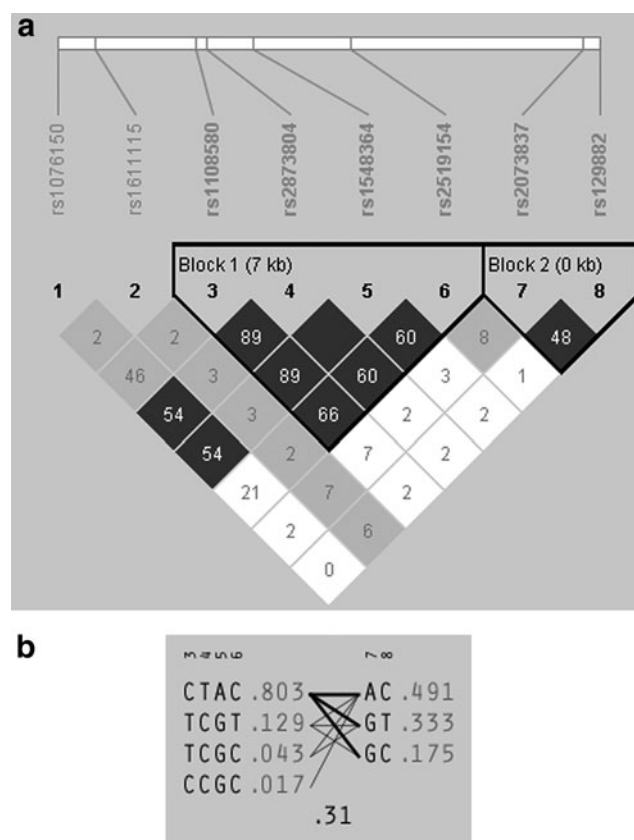 a
rs1076150 rs1611115 rs1108580 rs2873804 rs1548364 rs2519154 rs2073837 rs129882
Block 1 (7 kb) Block 2 (0 kb)
1 2 3 4 5 6 7 8
2 2 89 60 8 48
46 3 89 60 3 1
54 3 66 2 2
54 2 7 2
21 7 2
2 6
0
b
3 4 5 6 7 8
CTAC .803 AC .491
TCGT .129 GT .333
TCGC .043 GC .175
CCGC .017
.31